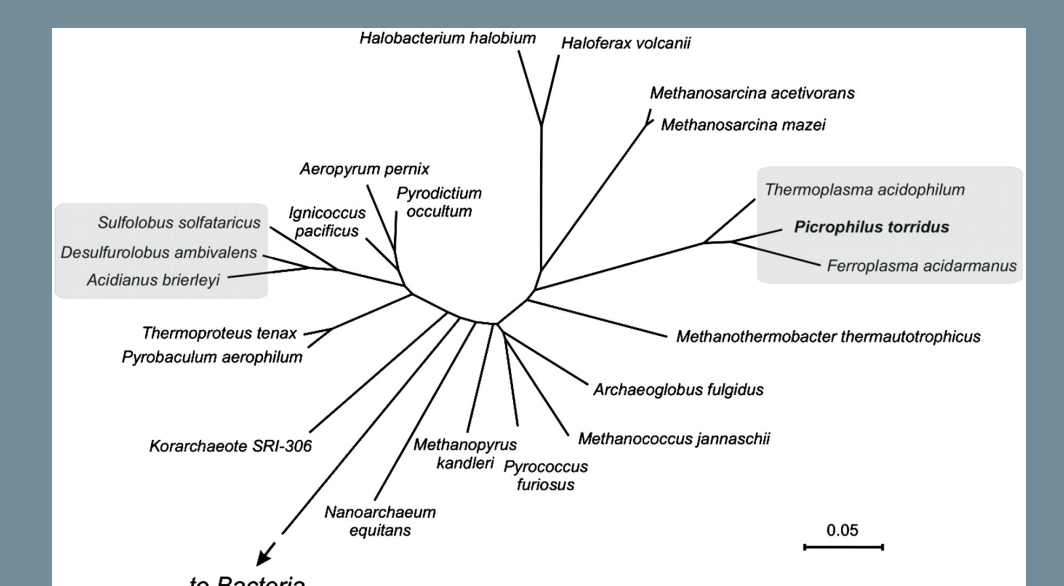 Halobacterium halobium
Haloferax volcanii
Methanosarcina acetivorans
Methanosarcina mazei
Aeropyrum pernix
Pyrodictium
occultum
Ignicoccus
pacificus
Thermoplasma acidophilum
Picrophilus torridus
Ferroplasma acidarmanus
Sulfolobus solfataricus
Desulfurolobus ambivalens
Acidianus brierleyi
Thermoproteus tenax
Pyrobaculum aerophilum
Methanothermobacter thermautotrophicus
Archaeoglobus fulgidus
Methanococcus jannaschii
Korarchaeote SRI-306
Methanopyrus
kandleri
Pyrococcus
furiosus
Nanoarchaeum
equitans
0.05
to Bacteria